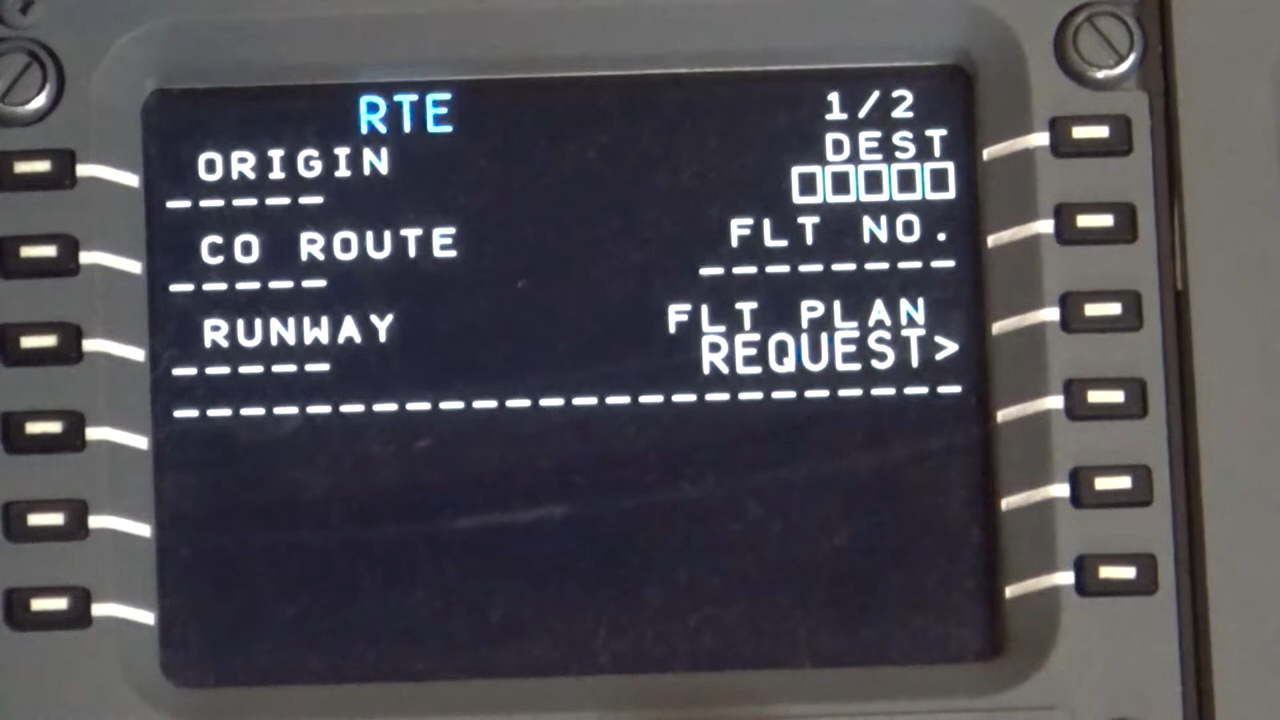 RTE 1/2
ORIGIN DEST
----- □□□□□
CO ROUTE FLT NO.
----- --------
RUNWAY FLT PLAN
----- REQUEST>
------------------------